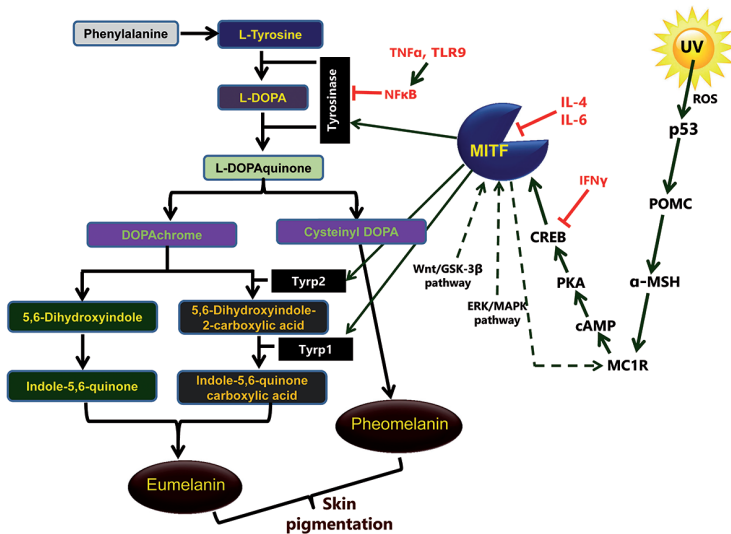 Phenylalanine
L-Tyrosine
TNFα, TLR9
UV
L-DOPA
Tyrosinase
NFκB
ROS
IL-4
IL-6
p53
MITF
L-DOPAquinone
IFNγ
POMC
DOPAchrome
Cysteinyl DOPA
CREB
Wnt/GSK-3β
pathway
Tyrp2
PKA
α-MSH
ERK/MAPK
pathway
5,6-Dihydroxyindole
5,6-Dihydroxyindole-
2-carboxylic acid
cAMP
Tyrp1
MC1R
Indole-5,6-quinone
Indole-5,6-quinone
carboxylic acid
Pheomelanin
Eumelanin
Skin
pigmentation